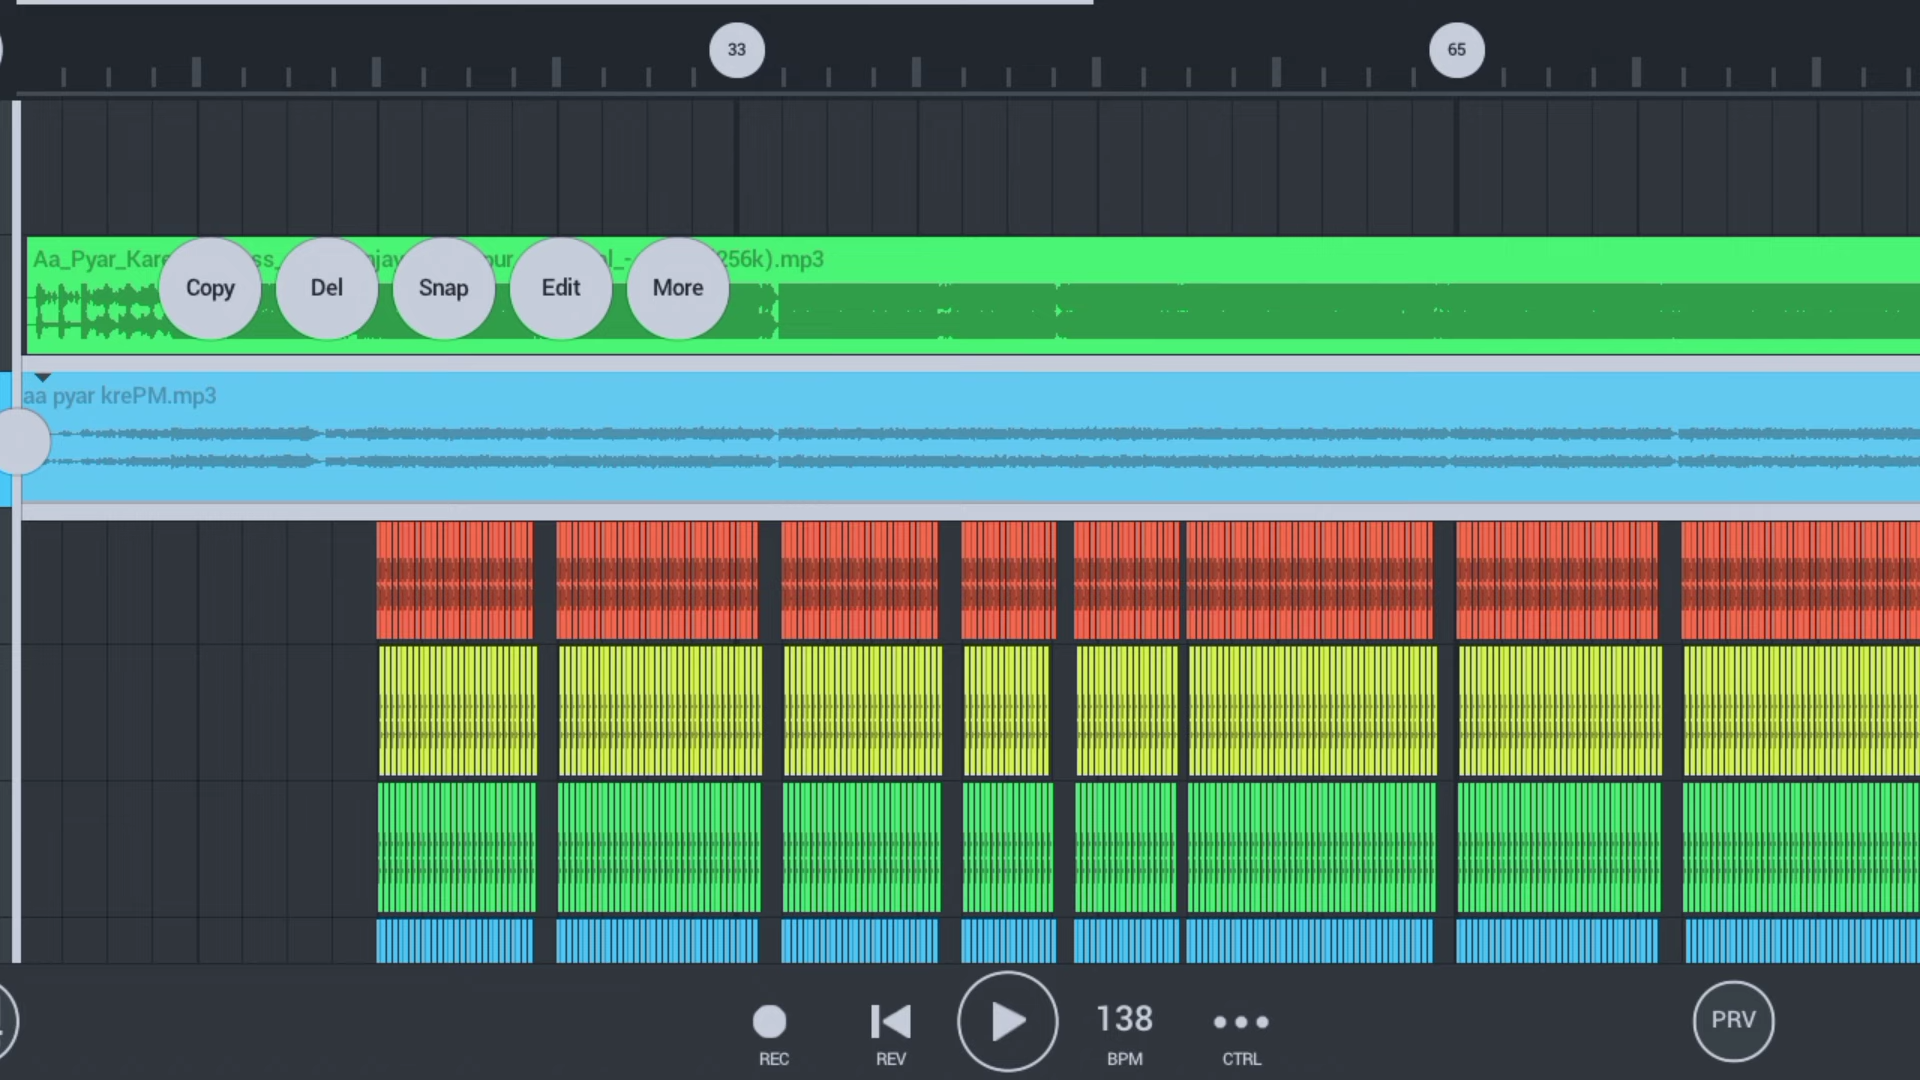 33
65
Aa_Pyar_Kare
256k).mp3
Copy
Del
Snap
Edit
More
aa pyar krePM.mp3
138
PRV
REC
REV
BPM
CTRL